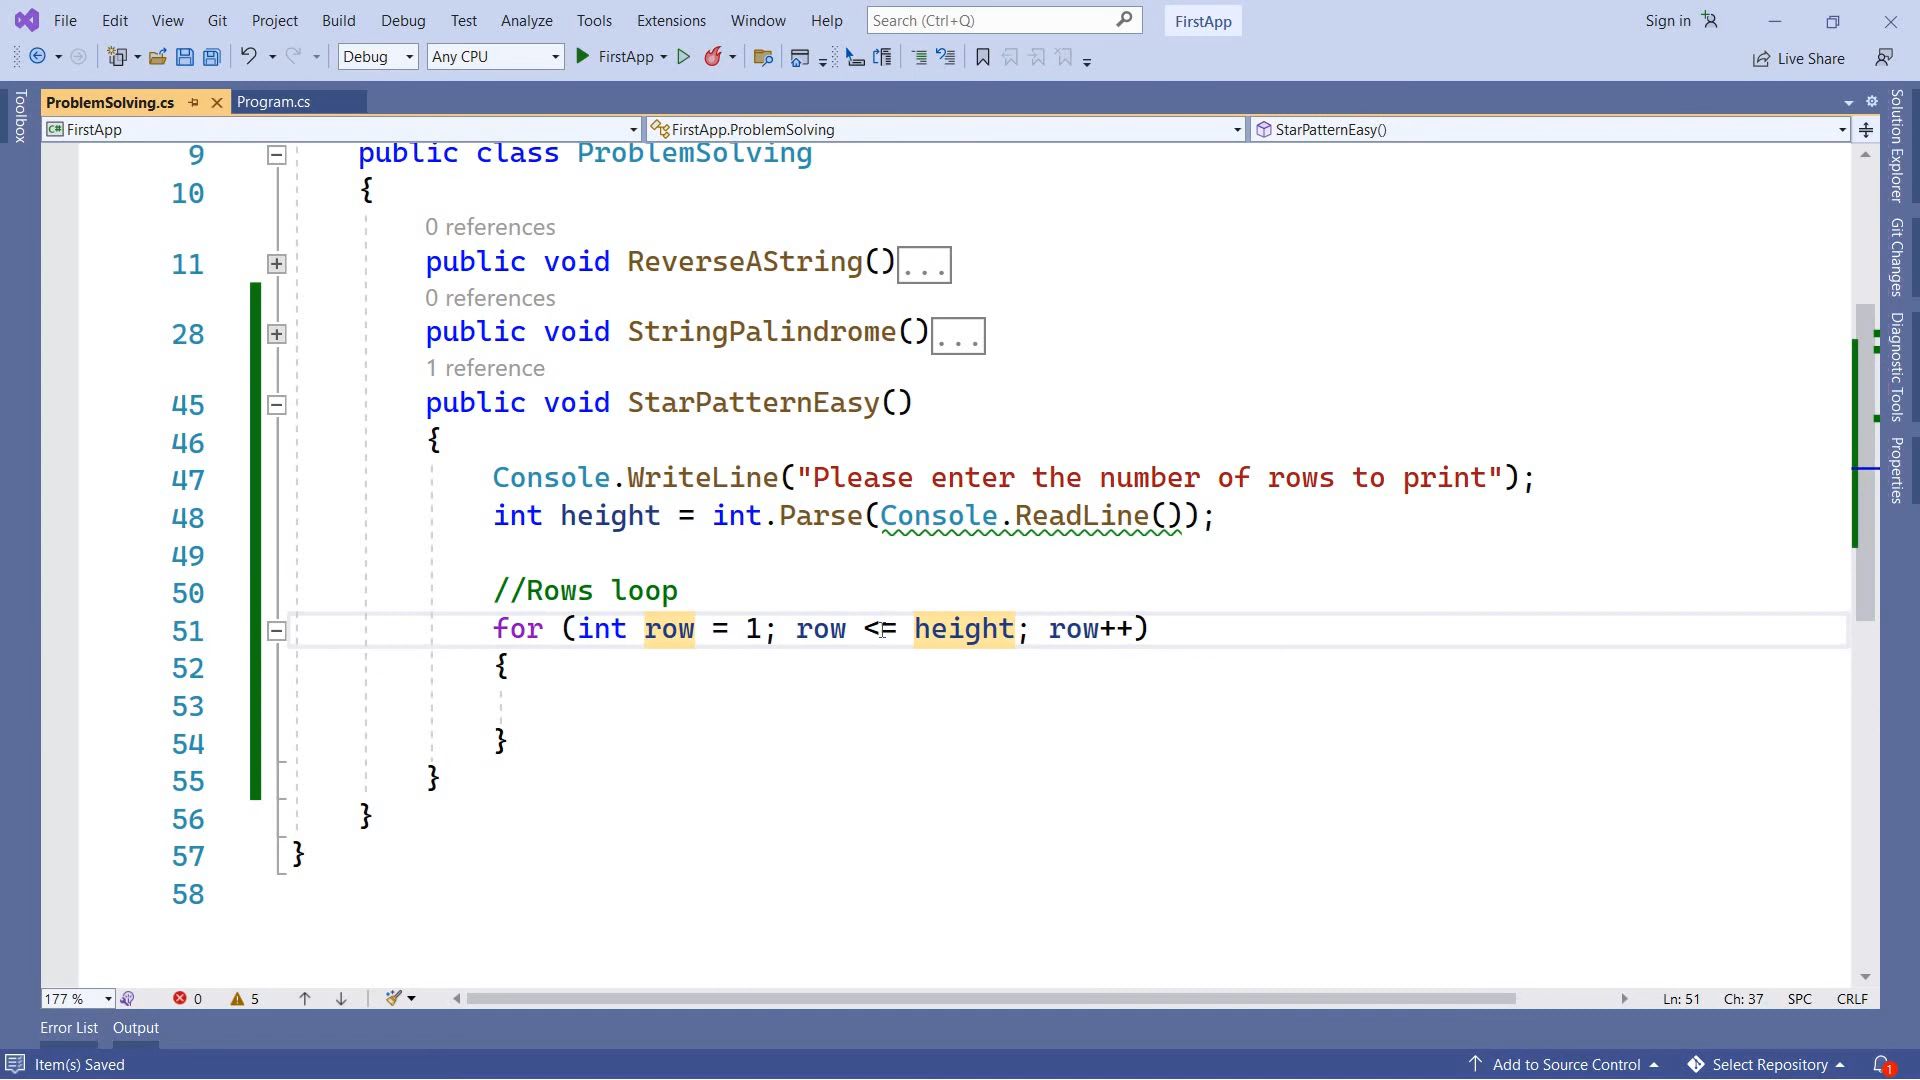 File Edit View Git Project Build Debug Test Analyze Tools Extensions Window Help Search (Ctrl+Q) FirstApp Sign in
Debug Any CPU FirstApp Live Share
ProblemSolving.cs Program.cs
FirstApp FirstApp.ProblemSolving StarPatternEasy()
Toolbox
Solution Explorer
Git Changes
Diagnostic Tools
Properties
9 public class ProblemSolving
10 {
0 references
11 public void ReverseAString()...
0 references
28 public void StringPalindrome()...
1 reference
45 public void StarPatternEasy()
46 {
47 Console.WriteLine("Please enter the number of rows to print");
48 int height = int.Parse(Console.ReadLine());
49
50 //Rows loop
51 for (int row = 1; row <= height; row++)
52 {
53
54 }
55 }
56 }
57 }
58
177 % 0 5 Ln: 51 Ch: 37 SPC CRLF
Error List Output
Item(s) Saved Add to Source Control Select Repository 1